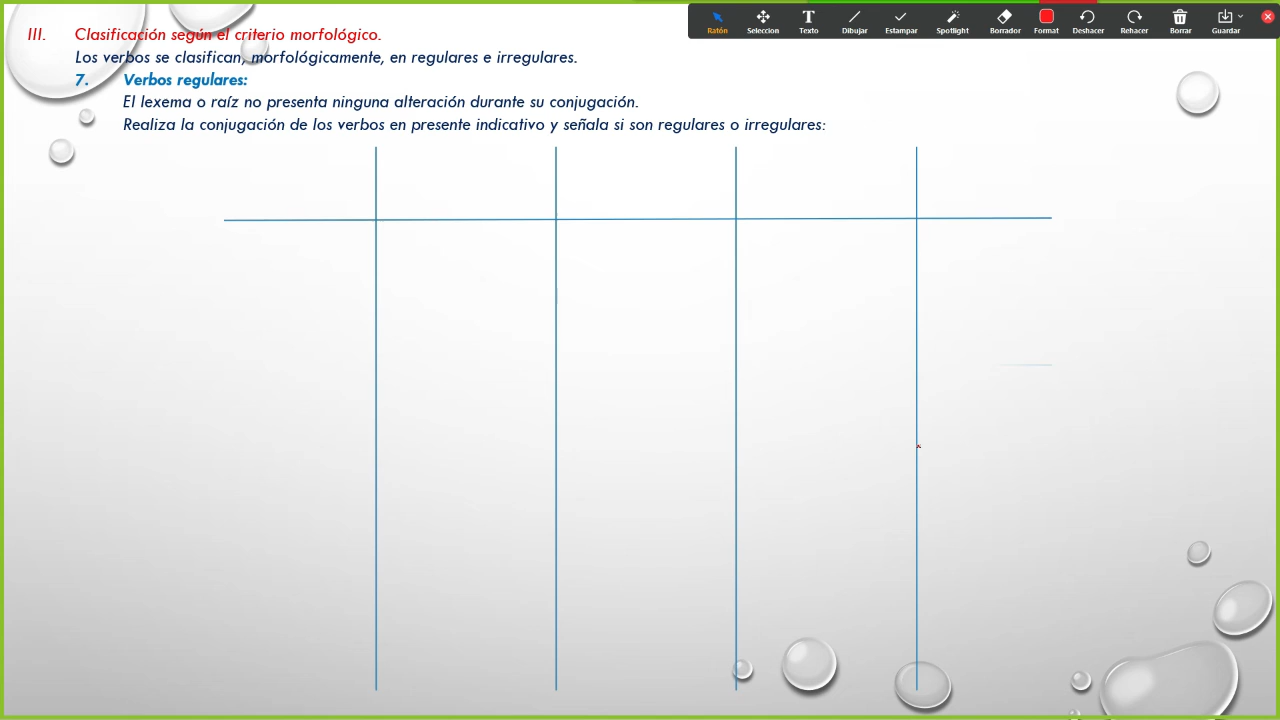 III. Clasificación según el criterio morfológico.
Los verbos se clasifican, morfológicamente, en regulares e irregulares.
7. Verbos regulares:
El lexema o raíz no presenta ninguna alteración durante su conjugación.
Realiza la conjugación de los verbos en presente indicativo y señala si son regulares o irregulares:
Ratón Seleccion Texto Dibujar Estampar Spotlight Borrador Format Deshacer Rehacer Borrar Guardar